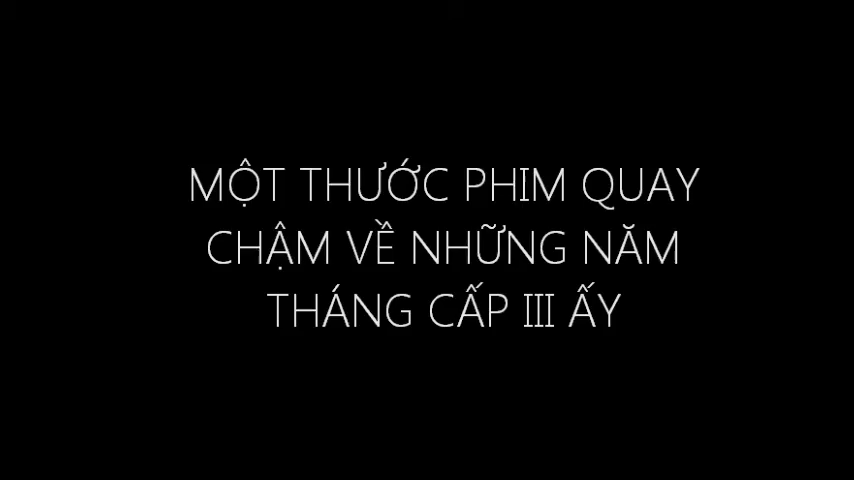 MỘT THƯỚC PHIM QUAY
CHẬM VỀ NHỮNG NĂM
THÁNG CẤP III ẤY